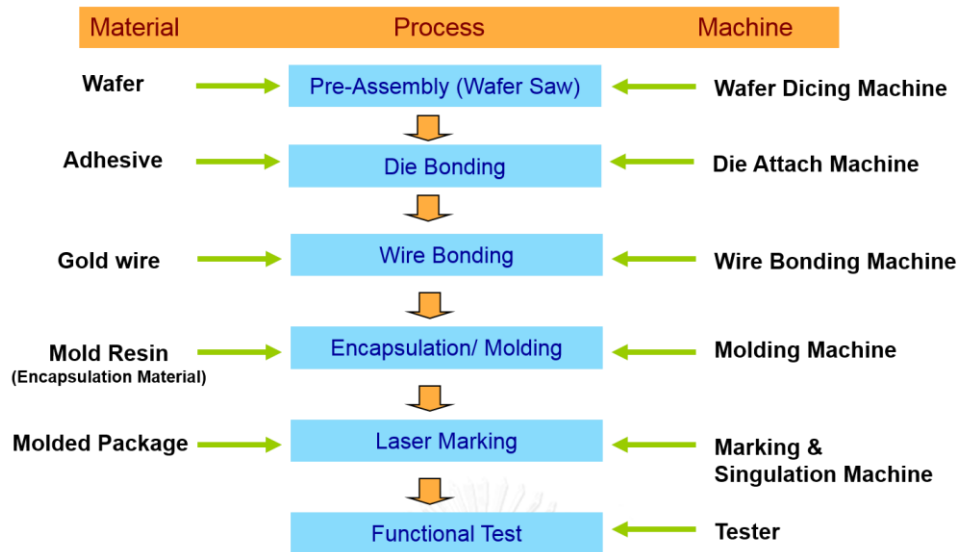 Material Process Machine
Wafer Pre-Assembly (Wafer Saw) Wafer Dicing Machine
Adhesive Die Bonding Die Attach Machine
Gold wire Wire Bonding Wire Bonding Machine
Mold Resin Encapsulation/ Molding Molding Machine
(Encapsulation Material)
Molded Package Laser Marking Marking &
Singulation Machine
Functional Test Tester